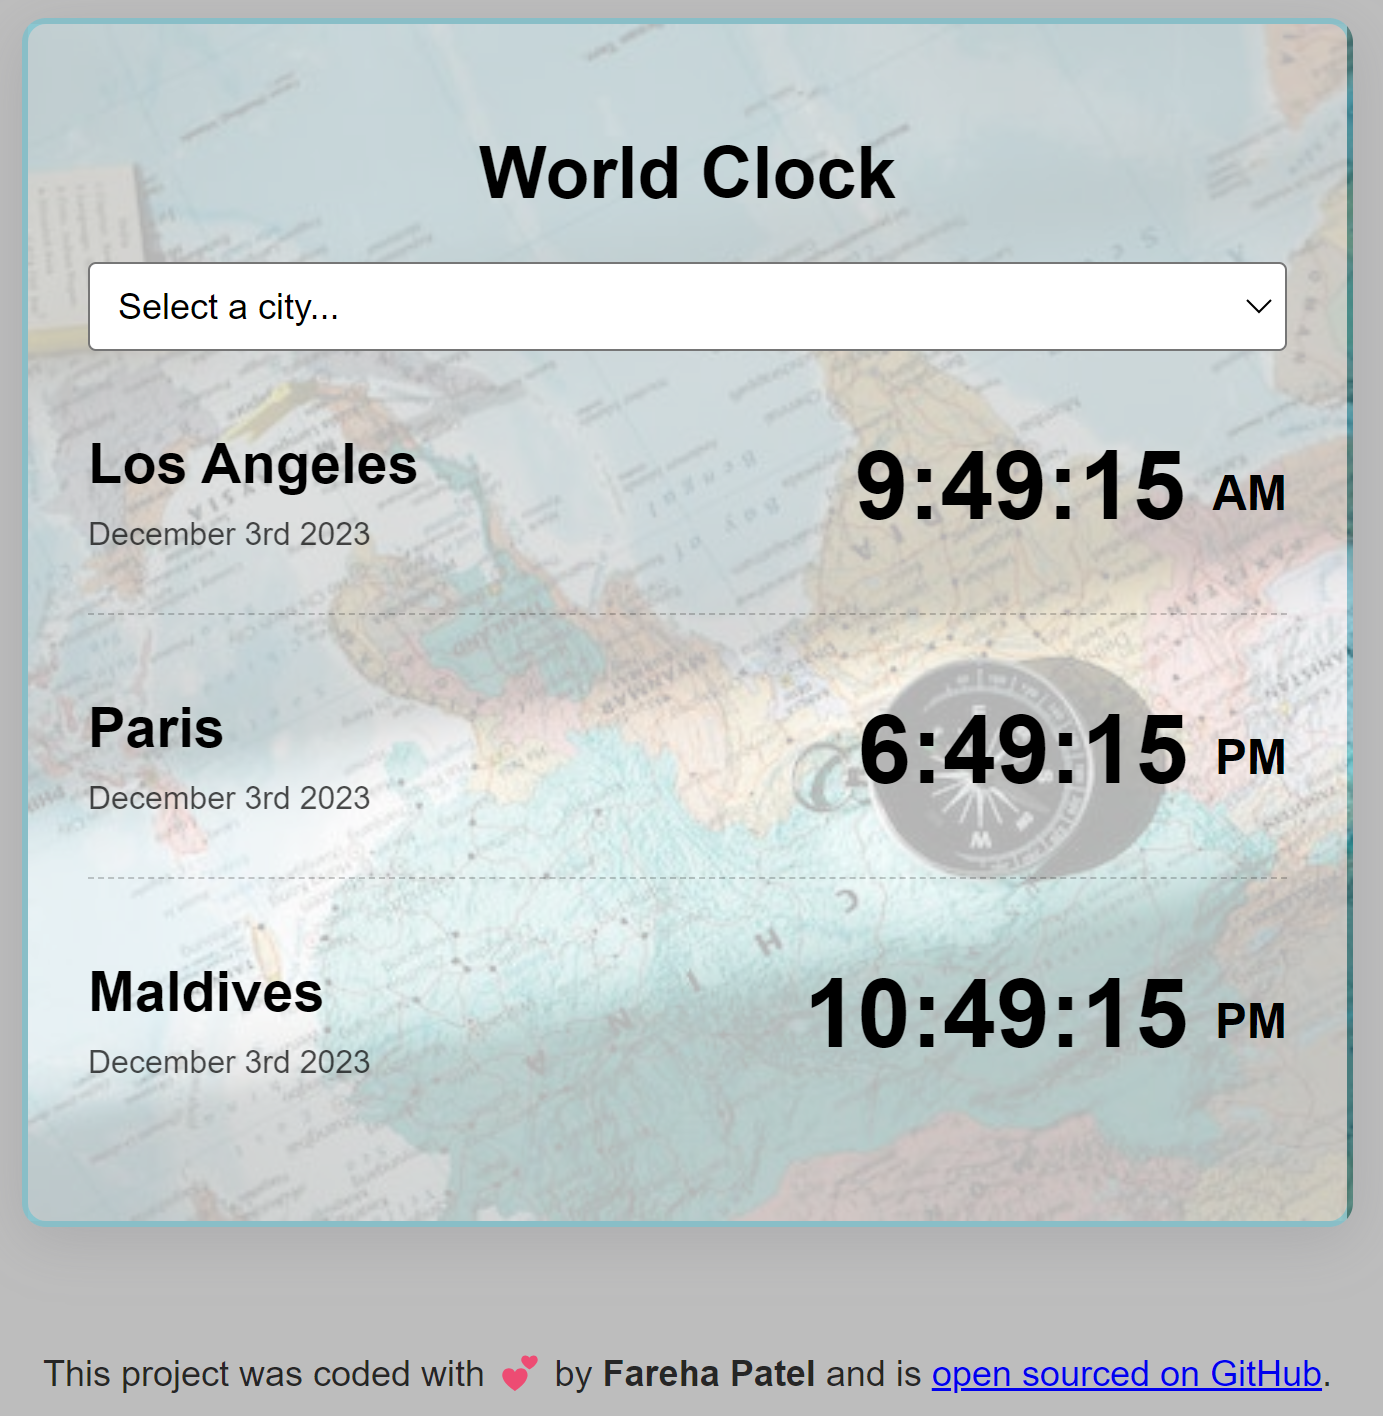 World Clock
Select a city...
Los Angeles
9:49:15 AM
December 3rd 2023
Paris
6:49:15 PM
December 3rd 2023
Maldives
10:49:15 PM
December 3rd 2023
This project was coded with 💕 by Fareha Patel and is open sourced on GitHub.